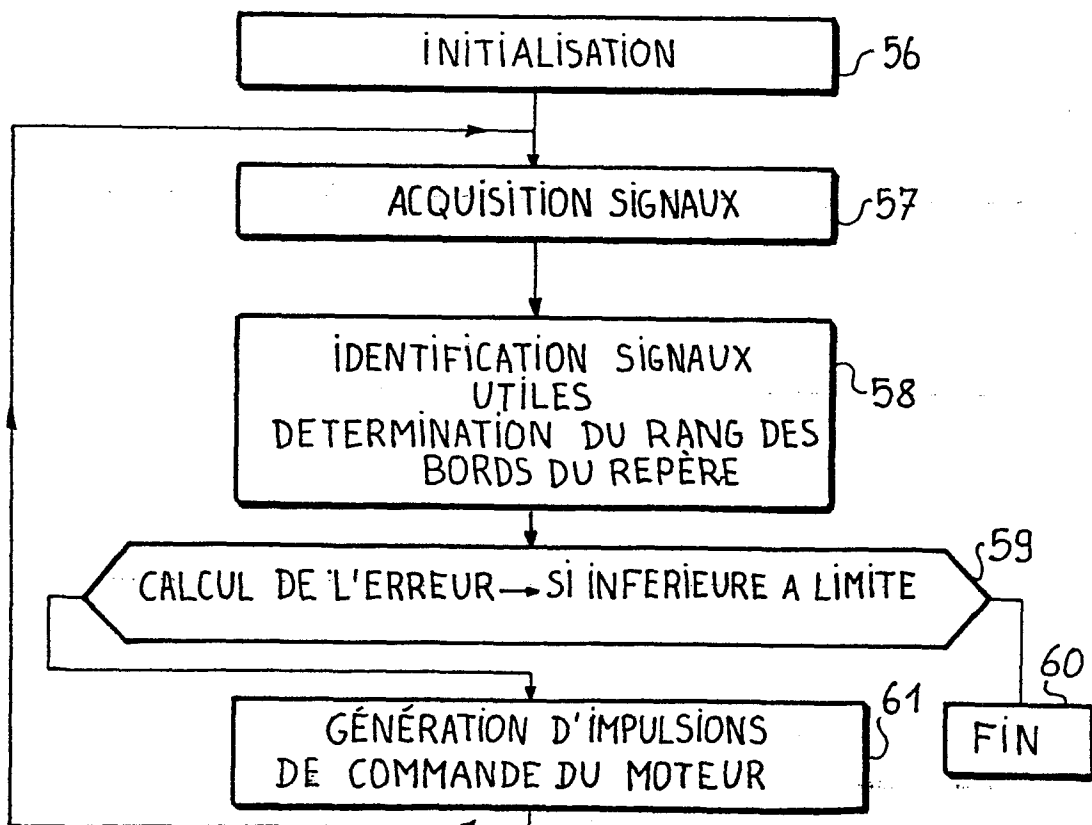 INITIALISATION
56
ACQUISITION SIGNAUX
57
IDENTIFICATION SIGNAUX
UTILES
DETERMINATION DU RANG DES
BORDS DU REPÈRE
58
CALCUL DE L'ERREUR → SI INFERIEURE A LIMITE
59
60
FIN
61
GÉNÉRATION D'IMPULSIONS
DE COMMANDE DU MOTEUR